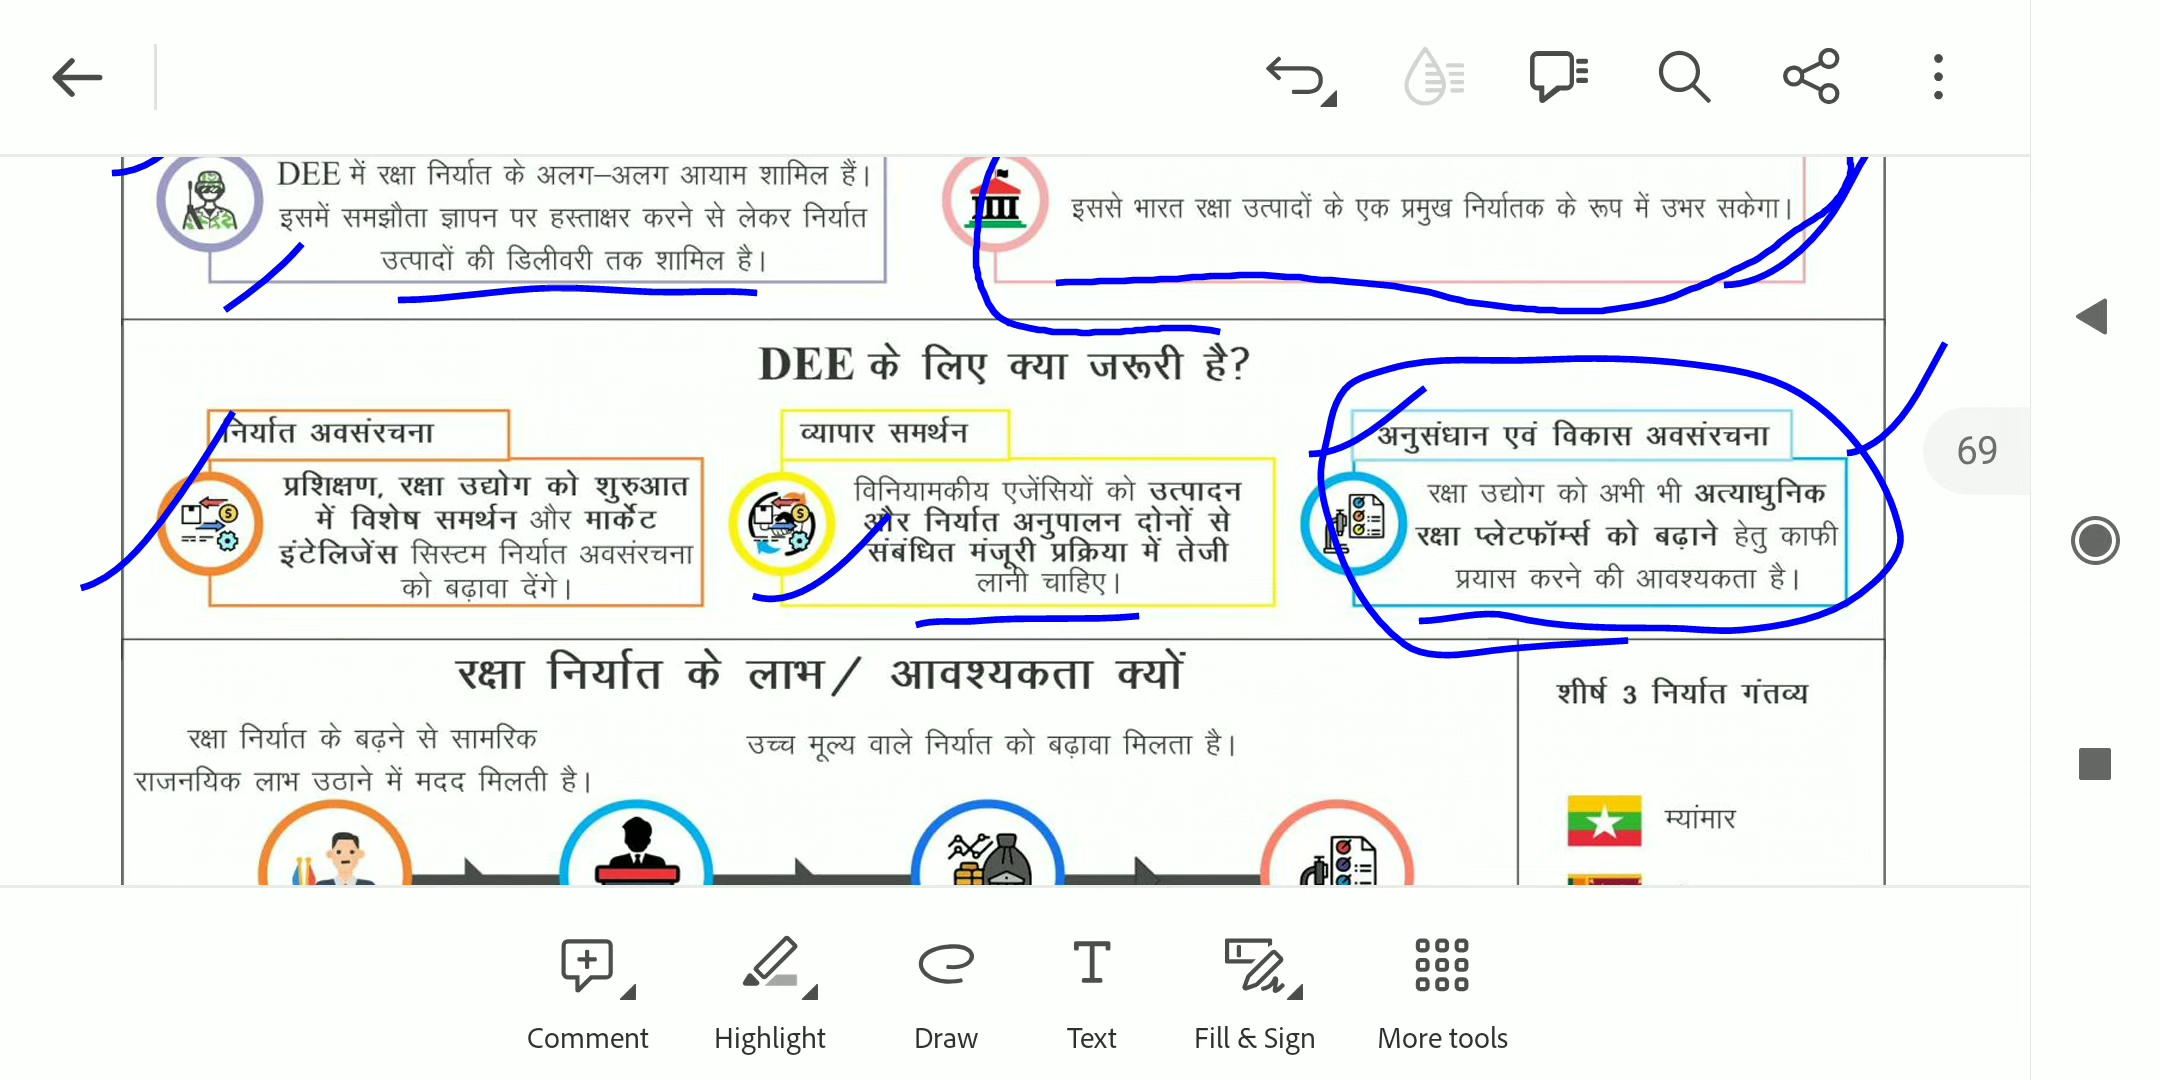 DEE में रक्षा निर्यात के अलग–अलग आयाम शामिल हैं।
इसमें समझौता ज्ञापन पर हस्ताक्षर करने से लेकर निर्यात
उत्पादों की डिलीवरी तक शामिल है।
इससे भारत रक्षा उत्पादों के एक प्रमुख निर्यातक के रूप में उभर सकेगा।
DEE के लिए क्या जरूरी है?
निर्यात अवसंरचना
प्रशिक्षण, रक्षा उद्योग को शुरुआत
में विशेष समर्थन और मार्केट
इंटेलिजेंस सिस्टम निर्यात अवसंरचना
को बढ़ावा देंगे।
व्यापार समर्थन
विनियामकीय एजेंसियों को उत्पादन
और निर्यात अनुपालन दोनों से
संबंधित मंजूरी प्रक्रिया में तेजी
लानी चाहिए।
अनुसंधान एवं विकास अवसंरचना
रक्षा उद्योग को अभी भी अत्याधुनिक
रक्षा प्लेटफॉर्म्स को बढ़ाने हेतु काफी
प्रयास करने की आवश्यकता है।
69
रक्षा निर्यात के लाभ/ आवश्यकता क्यों
रक्षा निर्यात के बढ़ने से सामरिक
राजनयिक लाभ उठाने में मदद मिलती है।
उच्च मूल्य वाले निर्यात को बढ़ावा मिलता है।
शीर्ष 3 निर्यात गंतव्य
म्यांमार
Comment
Highlight
Draw
Text
Fill & Sign
More tools